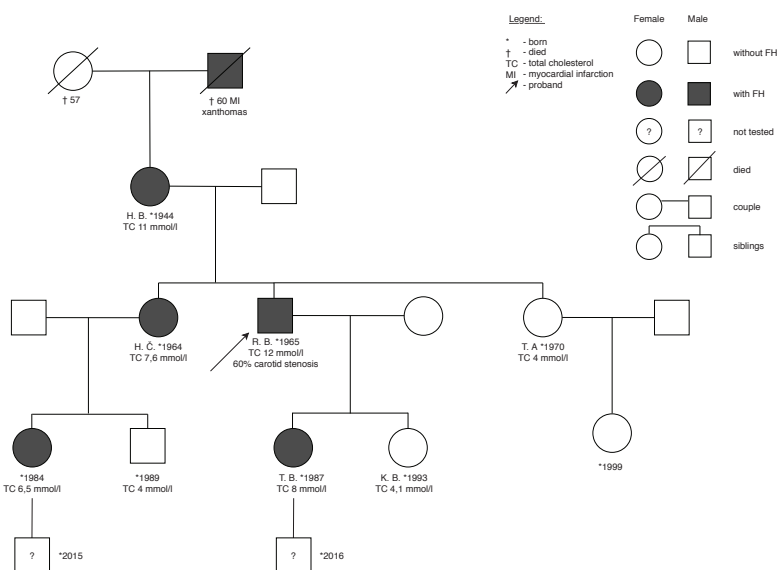 Legend:
* - born
† - died
TC - total cholesterol
MI - myocardial infarction
- proband
Female Male
without FH
with FH
? ? not tested
died
couple
siblings
† 57
† 60 MI
xanthomas
H. B. *1944
TC 11 mmol/l
H. Č. *1964
TC 7,6 mmol/l
R. B. *1965
TC 12 mmol/l
60% carotid stenosis
T. A *1970
TC 4 mmol/l
*1984
TC 6,5 mmol/l
*1989
TC 4 mmol/l
T. B. *1987
TC 8 mmol/l
K. B. *1993
TC 4,1 mmol/l
*1999
? *2015
? *2016